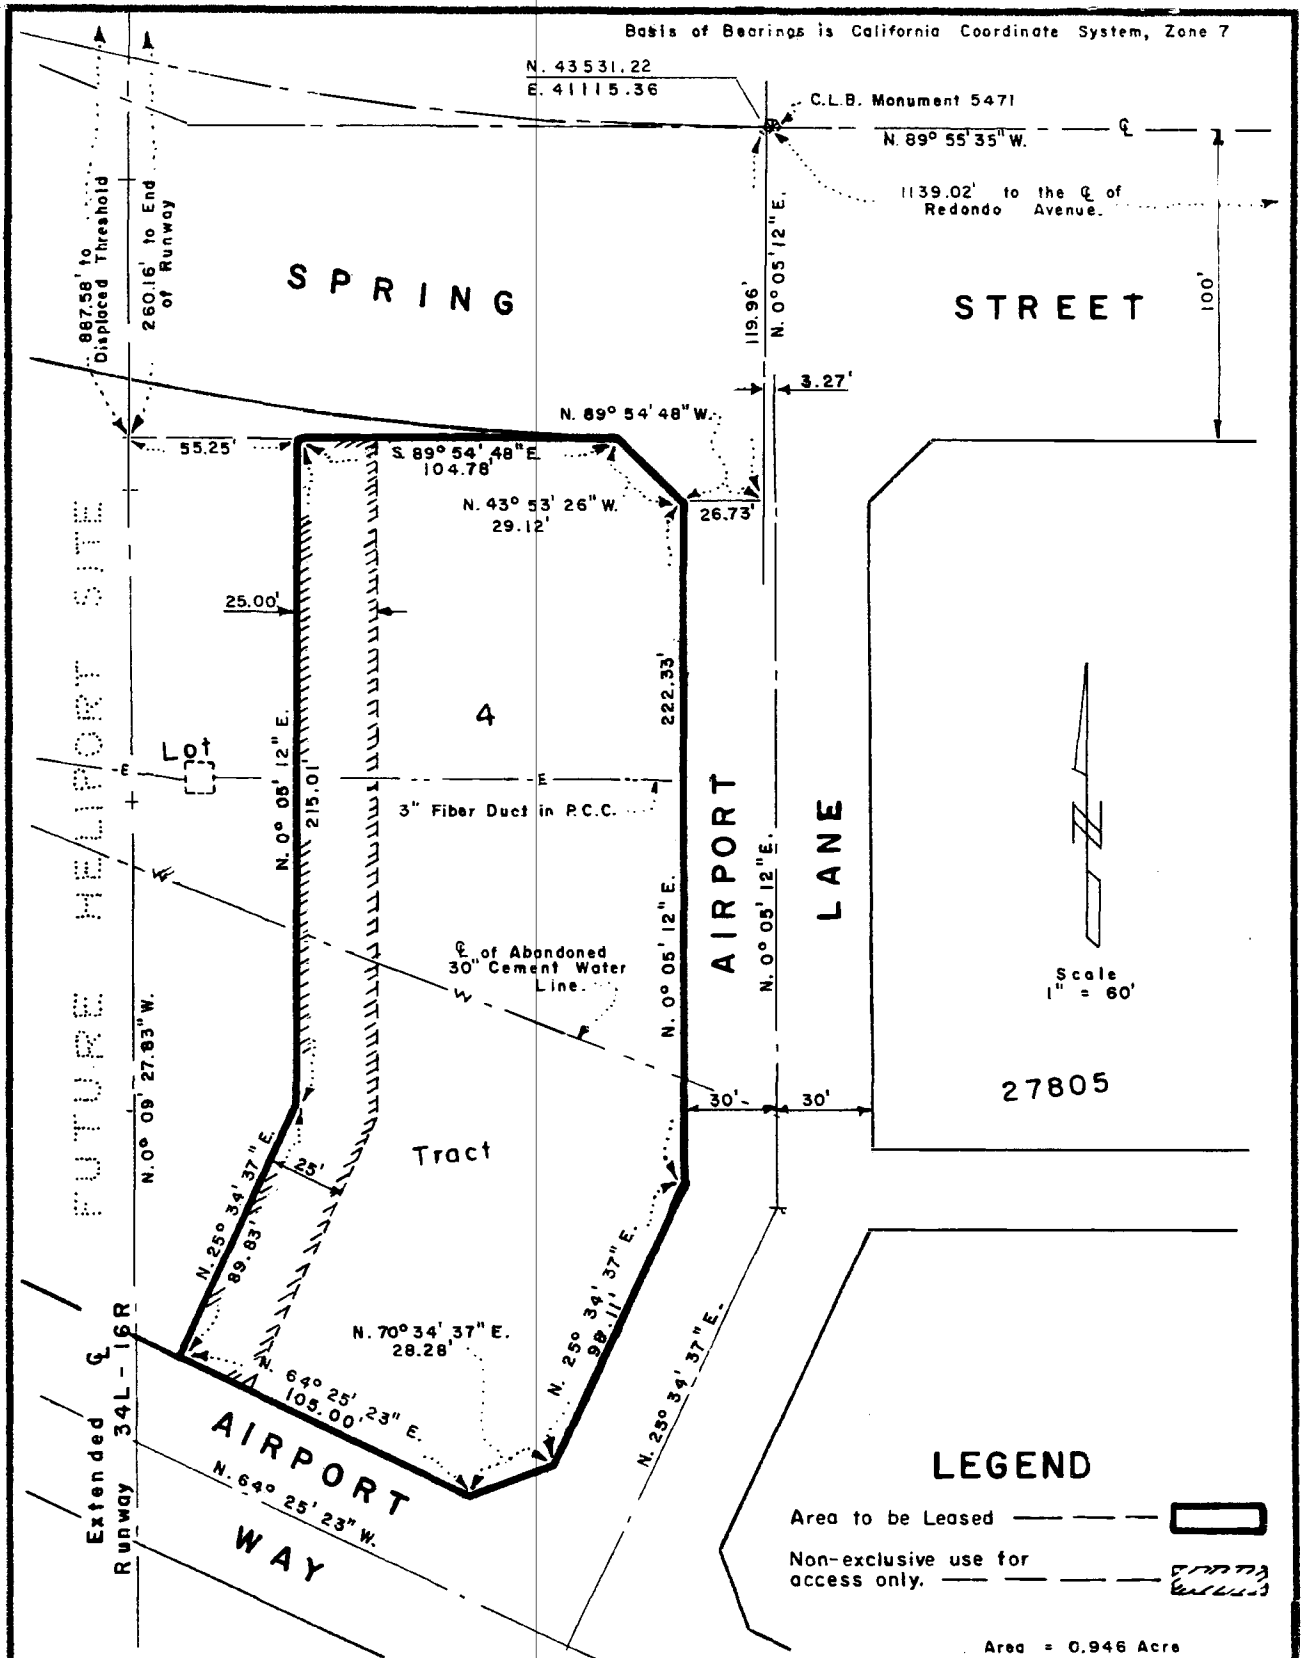 Basis of Bearings is California Coordinate System, Zone 7
N. 43531.22
E. 41115.36
C.L.B. Monument 5471
N. 89° 55' 35" W.
℄
1139.02' to the ℄ of
Redondo Avenue.
887.58' to
Displaced Threshold
260.16' to End
of Runway
SPRING
STREET
119.96'
N. 0° 05' 12" E.
100'
3.27'
N. 89° 54' 48" W.
55.25'
S. 89° 54' 48" E.
104.78'
N. 43° 53' 26" W.
29.12'
26.73'
FUTURE HELIPORT SITE
25.00'
4
222.33'
Lot
E
E
N. 0° 05' 12" E.
215.01'
3" Fiber Duct in P.C.C.
AIRPORT
LANE
N. 0° 05' 12" E.
N. 0° 05' 12" E.
W
℄ of Abandoned
30" Cement Water
Line.
W
N
Scale
1" = 60'
27805
N. 0° 09' 27.83" W.
30'
30'
Tract
25'
N. 25° 34' 37" E.
89.83'
N. 25° 34' 37" E.
98.11'
N. 25° 34' 37" E.
N. 70° 34' 37" E.
28.28'
N. 64° 25' 23" E.
105.00'
Extended ℄
Runway 34L-16R
AIRPORT
N. 64° 25' 23" W.
WAY
LEGEND
Area to be Leased
Non-exclusive use for
access only.
Area = 0.946 Acre